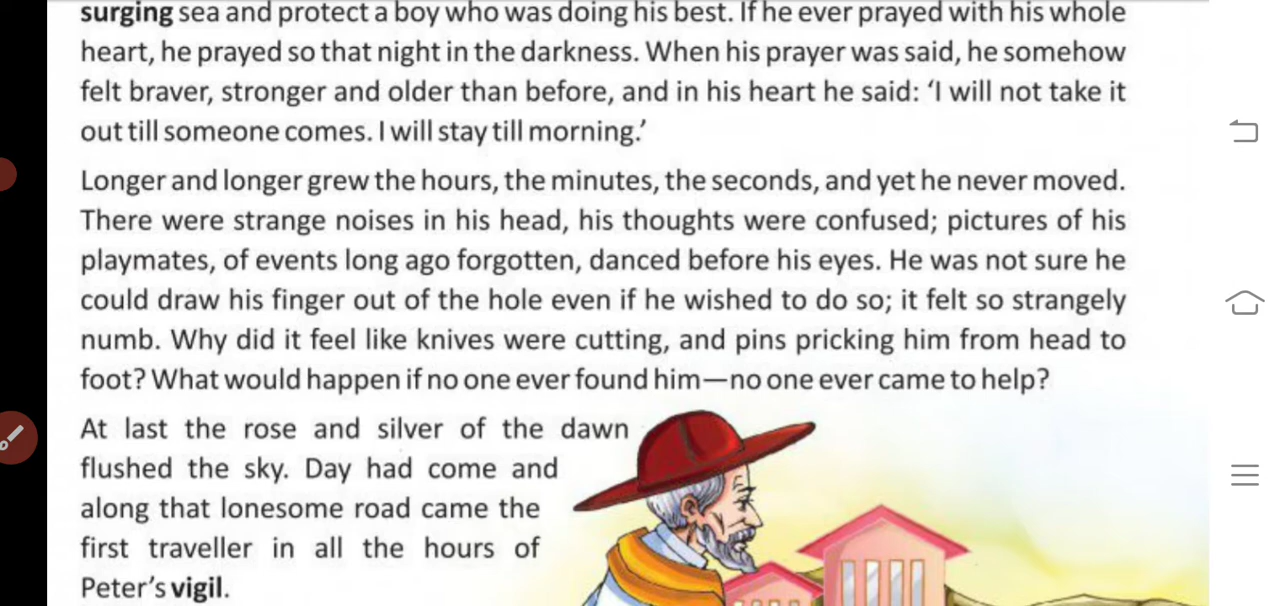 surging sea and protect a boy who was doing his best. If he ever prayed with his whole
heart, he prayed so that night in the darkness. When his prayer was said, he somehow
felt braver, stronger and older than before, and in his heart he said: ‘I will not take it
out till someone comes. I will stay till morning.’
Longer and longer grew the hours, the minutes, the seconds, and yet he never moved.
There were strange noises in his head, his thoughts were confused; pictures of his
playmates, of events long ago forgotten, danced before his eyes. He was not sure he
could draw his finger out of the hole even if he wished to do so; it felt so strangely
numb. Why did it feel like knives were cutting, and pins pricking him from head to
foot? What would happen if no one ever found him—no one ever came to help?
At last the rose and silver of the dawn
flushed the sky. Day had come and
along that lonesome road came the
first traveller in all the hours of
Peter’s vigil.